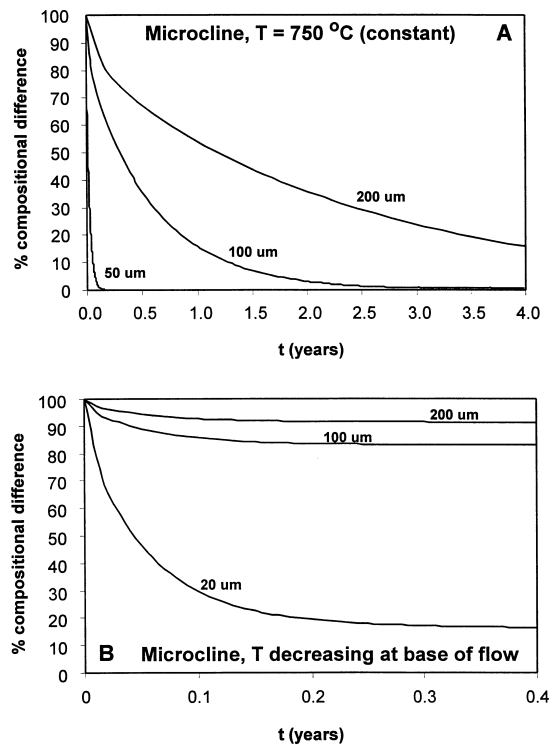 Microcline, T = 750 °C (constant) A
% compositional difference
100
90
80
70
60
50
40
30
20
10
0
200 um
100 um
50 um
0.0 0.5 1.0 1.5 2.0 2.5 3.0 3.5 4.0
t (years)
% compositional difference
100
90
80
70
60
50
40
30
20
10
0
200 um
100 um
20 um
B Microcline, T decreasing at base of flow
0 0.1 0.2 0.3 0.4
t (years)